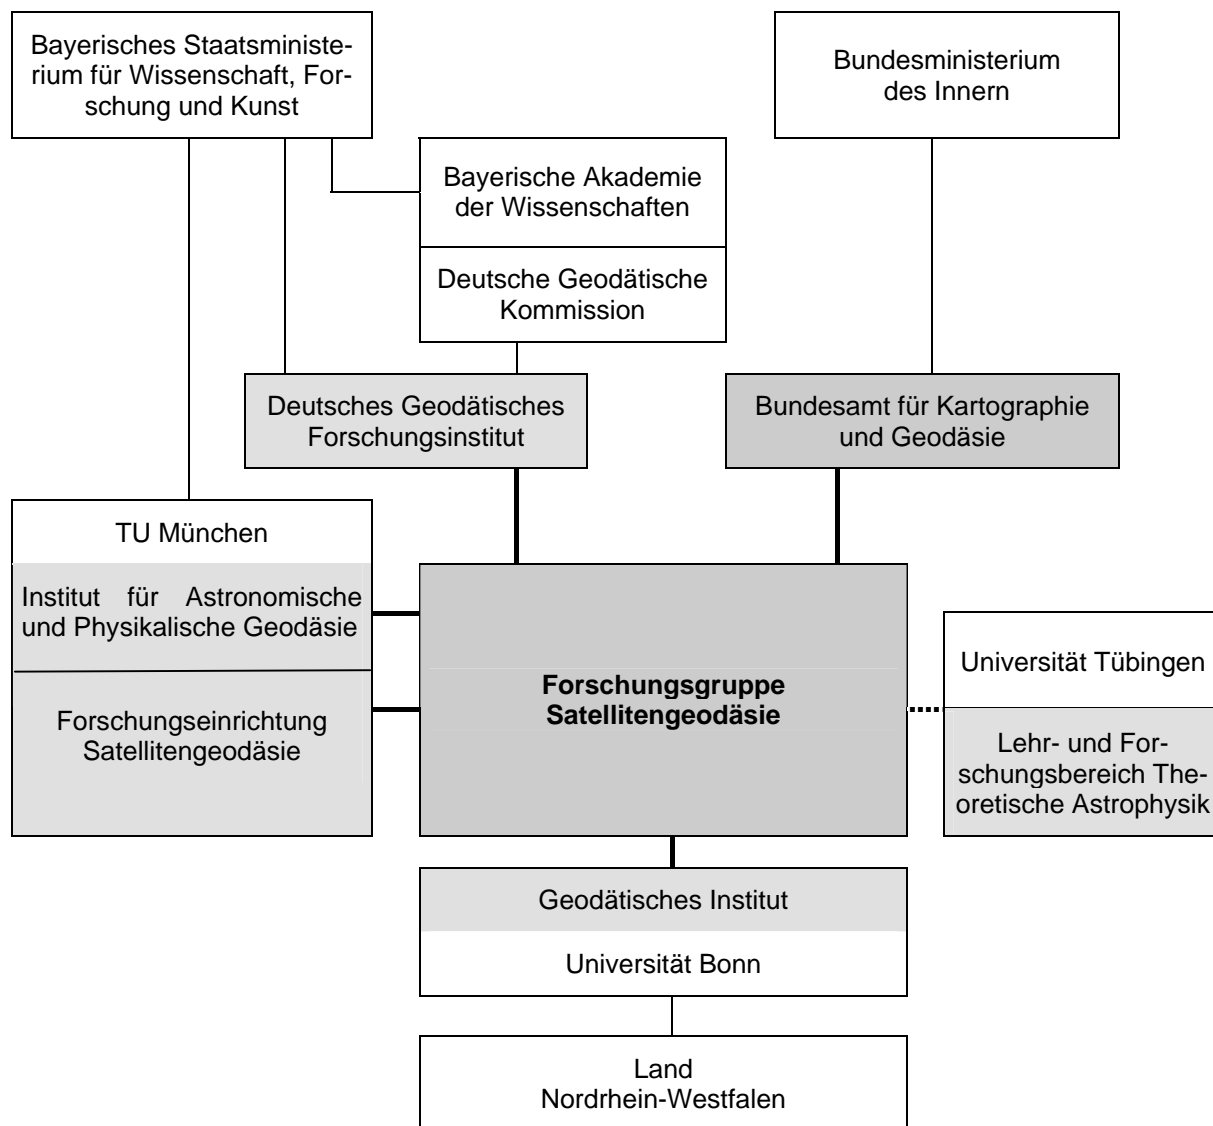 Bayerisches Staatsministe-
rium für Wissenschaft, For-
schung und Kunst
Bundesministerium
des Innern
Bayerische Akademie
der Wissenschaften
Deutsche Geodätische
Kommission
Deutsches Geodätisches
Forschungsinstitut
Bundesamt für Kartographie
und Geodäsie
TU München
Institut für Astronomische
und Physikalische Geodäsie
Forschungseinrichtung
Satellitengeodäsie
Forschungsgruppe
Satellitengeodäsie
Universität Tübingen
Lehr- und For-
schungsbereich The-
oretische Astrophysik
Geodätisches Institut
Universität Bonn
Land
Nordrhein-Westfalen